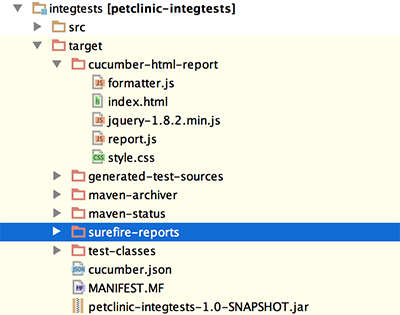 integtests [petclinic-integtests]
src
target
cucumber-html-report
formatter.js
index.html
jquery-1.8.2.min.js
report.js
style.css
generated-test-sources
maven-archiver
maven-status
surefire-reports
test-classes
cucumber.json
MANIFEST.MF
petclinic-integtests-1.0-SNAPSHOT.jar